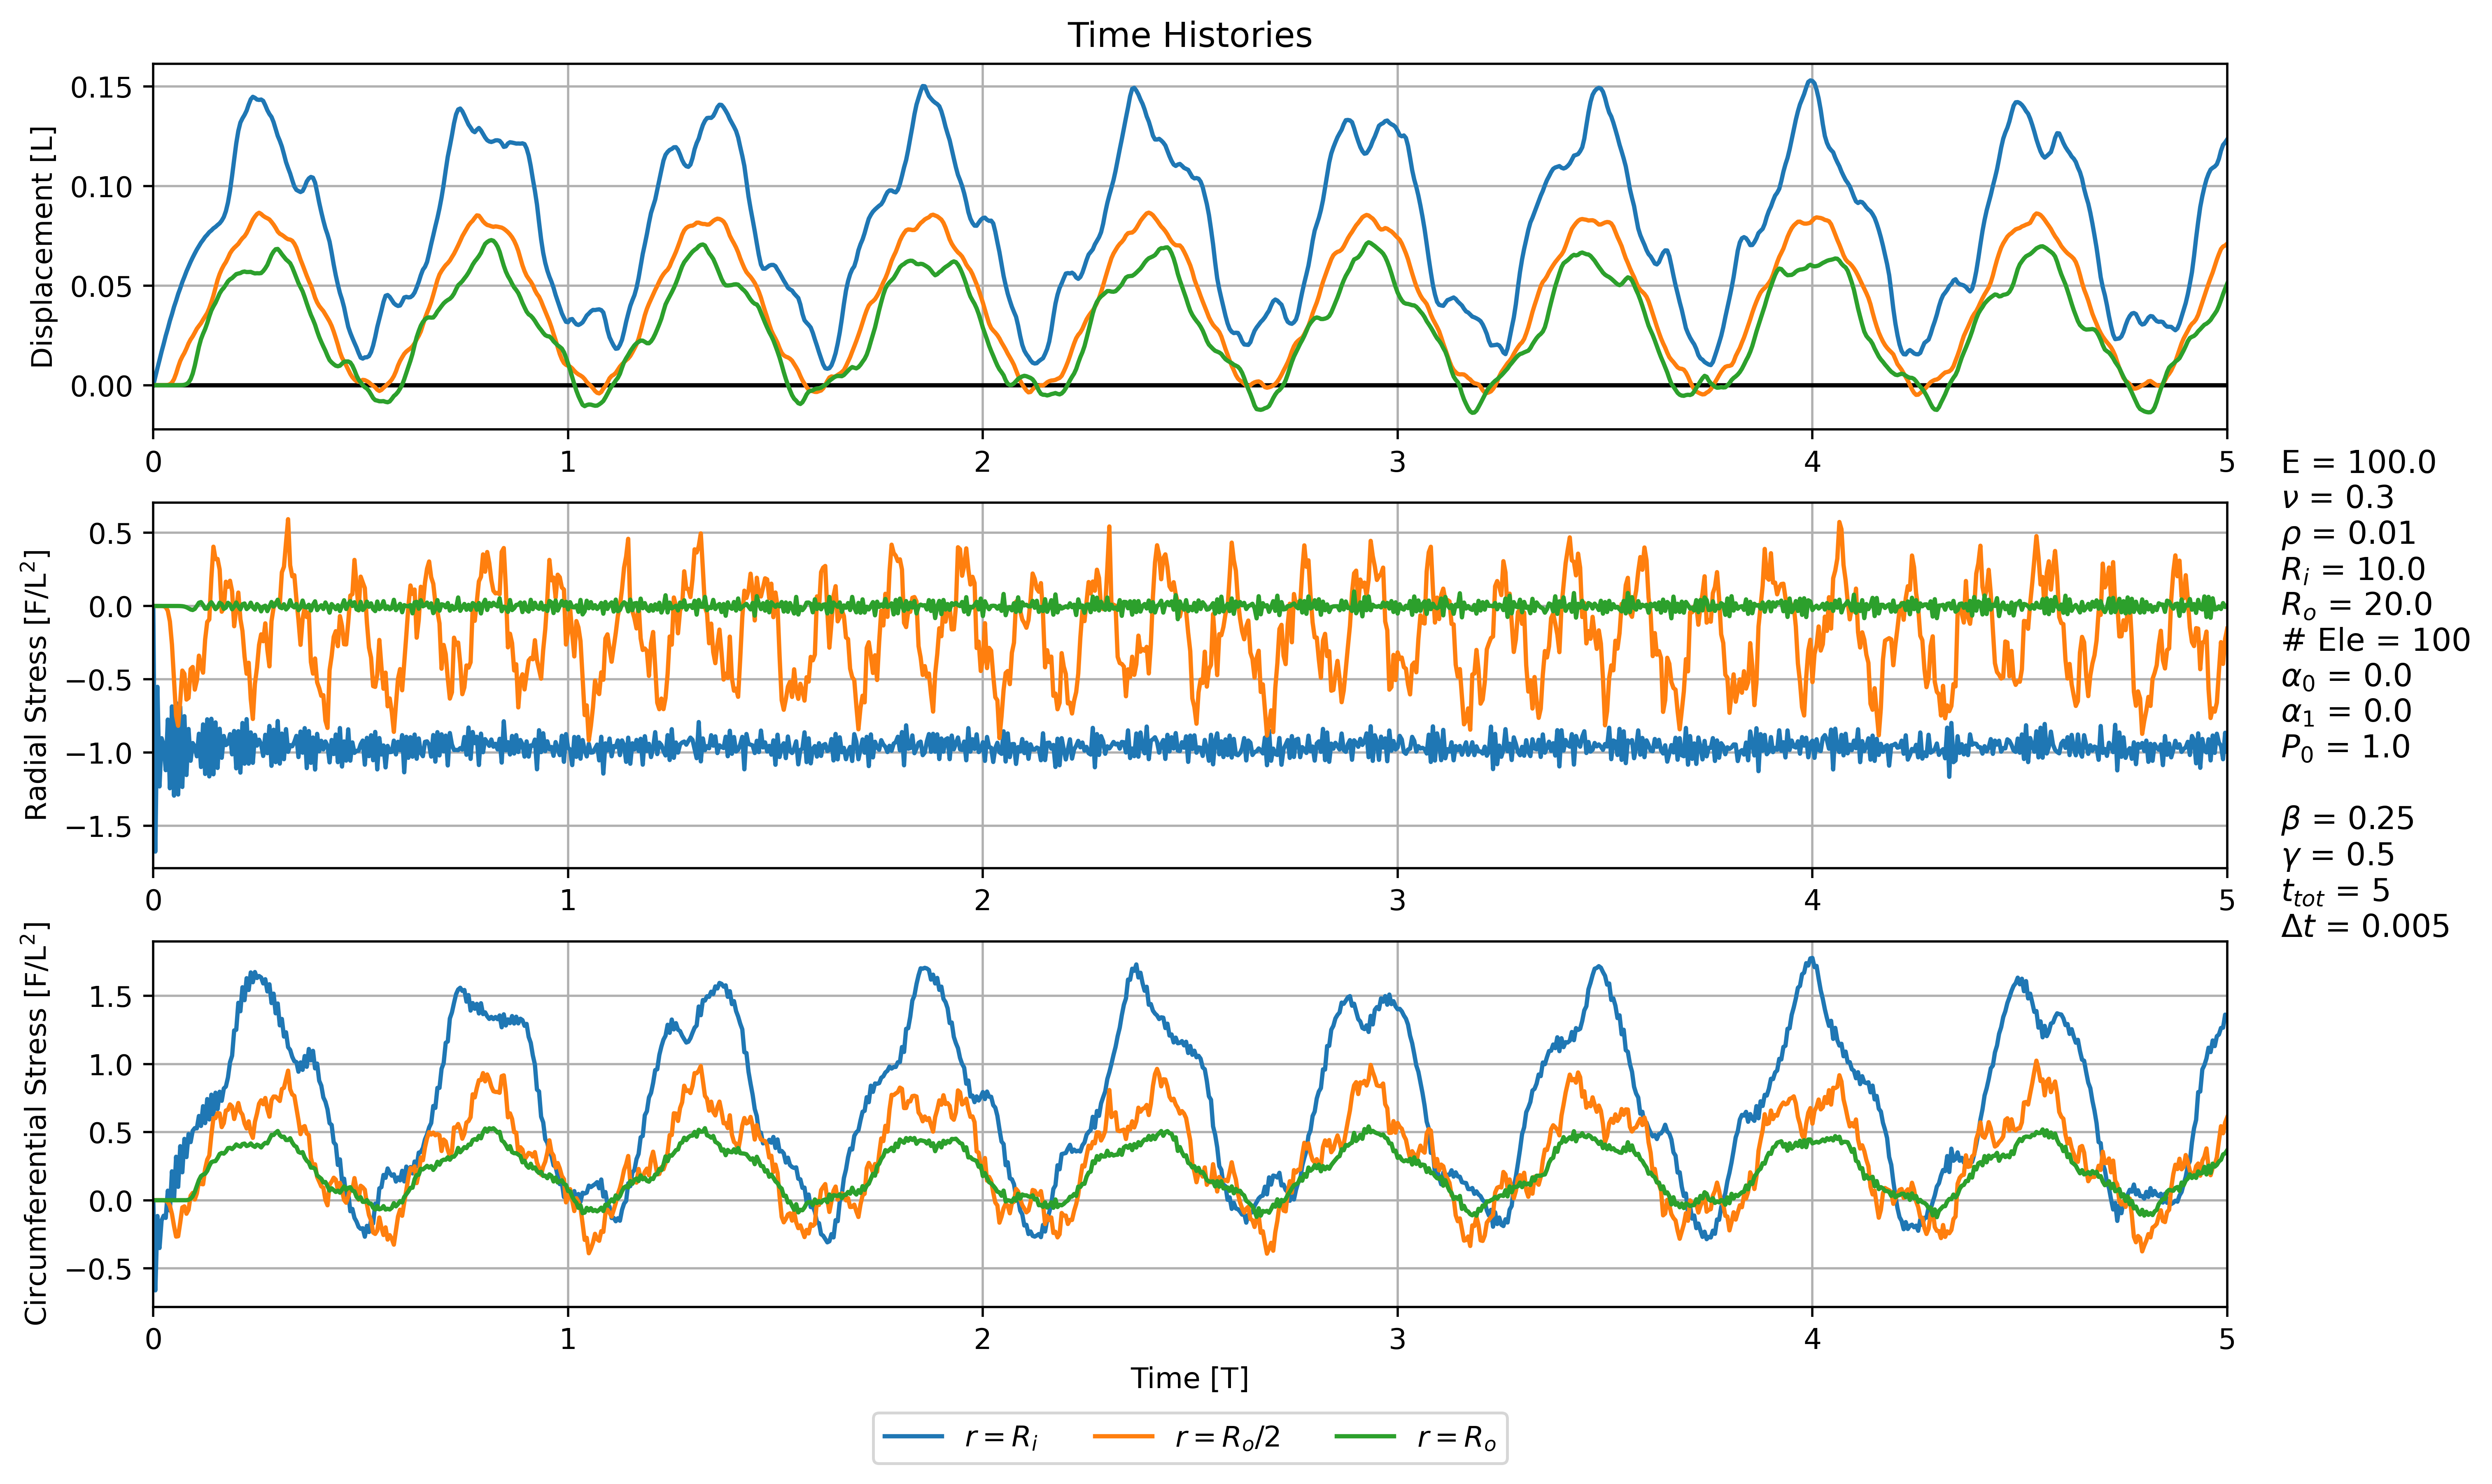 Time Histories
Displacement [L]
0.15
0.10
0.05
0.00
0 1 2 3 4 5
Radial Stress [F/L²]
0.5
0.0
−0.5
−1.0
−1.5
0 1 2 3 4 5
Circumferential Stress [F/L²]
1.5
1.0
0.5
0.0
−0.5
0 1 2 3 4 5
Time [T]
r = Rᵢ r = Rₒ/2 r = Rₒ
E = 100.0
ν = 0.3
ρ = 0.01
Rᵢ = 10.0
Rₒ = 20.0
# Ele = 100
α₀ = 0.0
α₁ = 0.0
P₀ = 1.0
β = 0.25
γ = 0.5
tₜₒₜ = 5
Δt = 0.005